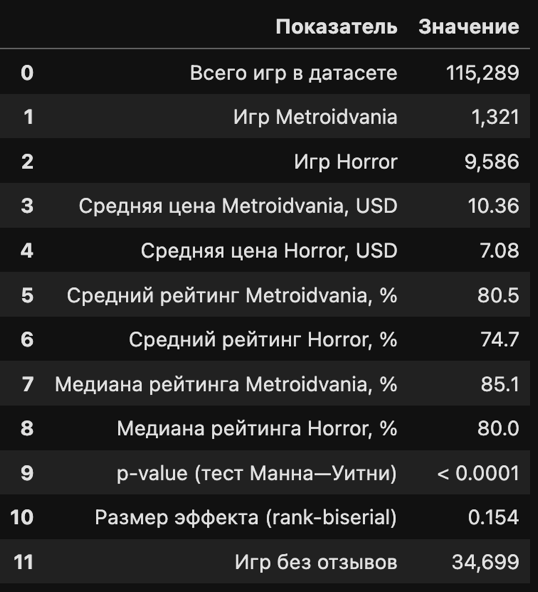 Показатель Значение
0 Всего игр в датасете 115,289
1 Игр Metroidvania 1,321
2 Игр Horror 9,586
3 Средняя цена Metroidvania, USD 10.36
4 Средняя цена Horror, USD 7.08
5 Средний рейтинг Metroidvania, % 80.5
6 Средний рейтинг Horror, % 74.7
7 Медиана рейтинга Metroidvania, % 85.1
8 Медиана рейтинга Horror, % 80.0
9 p-value (тест Манна—Уитни) < 0.0001
10 Размер эффекта (rank-biserial) 0.154
11 Игр без отзывов 34,699